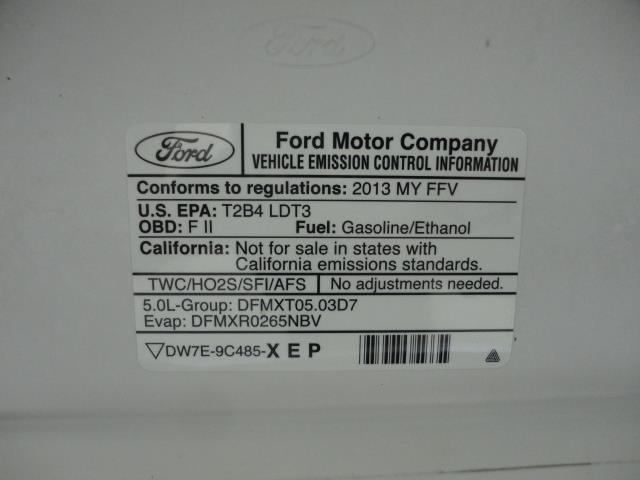 Ford
Ford
Ford Motor Company
VEHICLE EMISSION CONTROL INFORMATION
Conforms to regulations: 2013 MY FFV
U.S. EPA: T2B4 LDT3
OBD: F II Fuel: Gasoline/Ethanol
California: Not for sale in states with
California emissions standards.
TWC/HO2S/SFI/AFS No adjustments needed.
5.0L-Group: DFMXT05.03D7
Evap: DFMXR0265NBV
DW7E-9C485-XEP